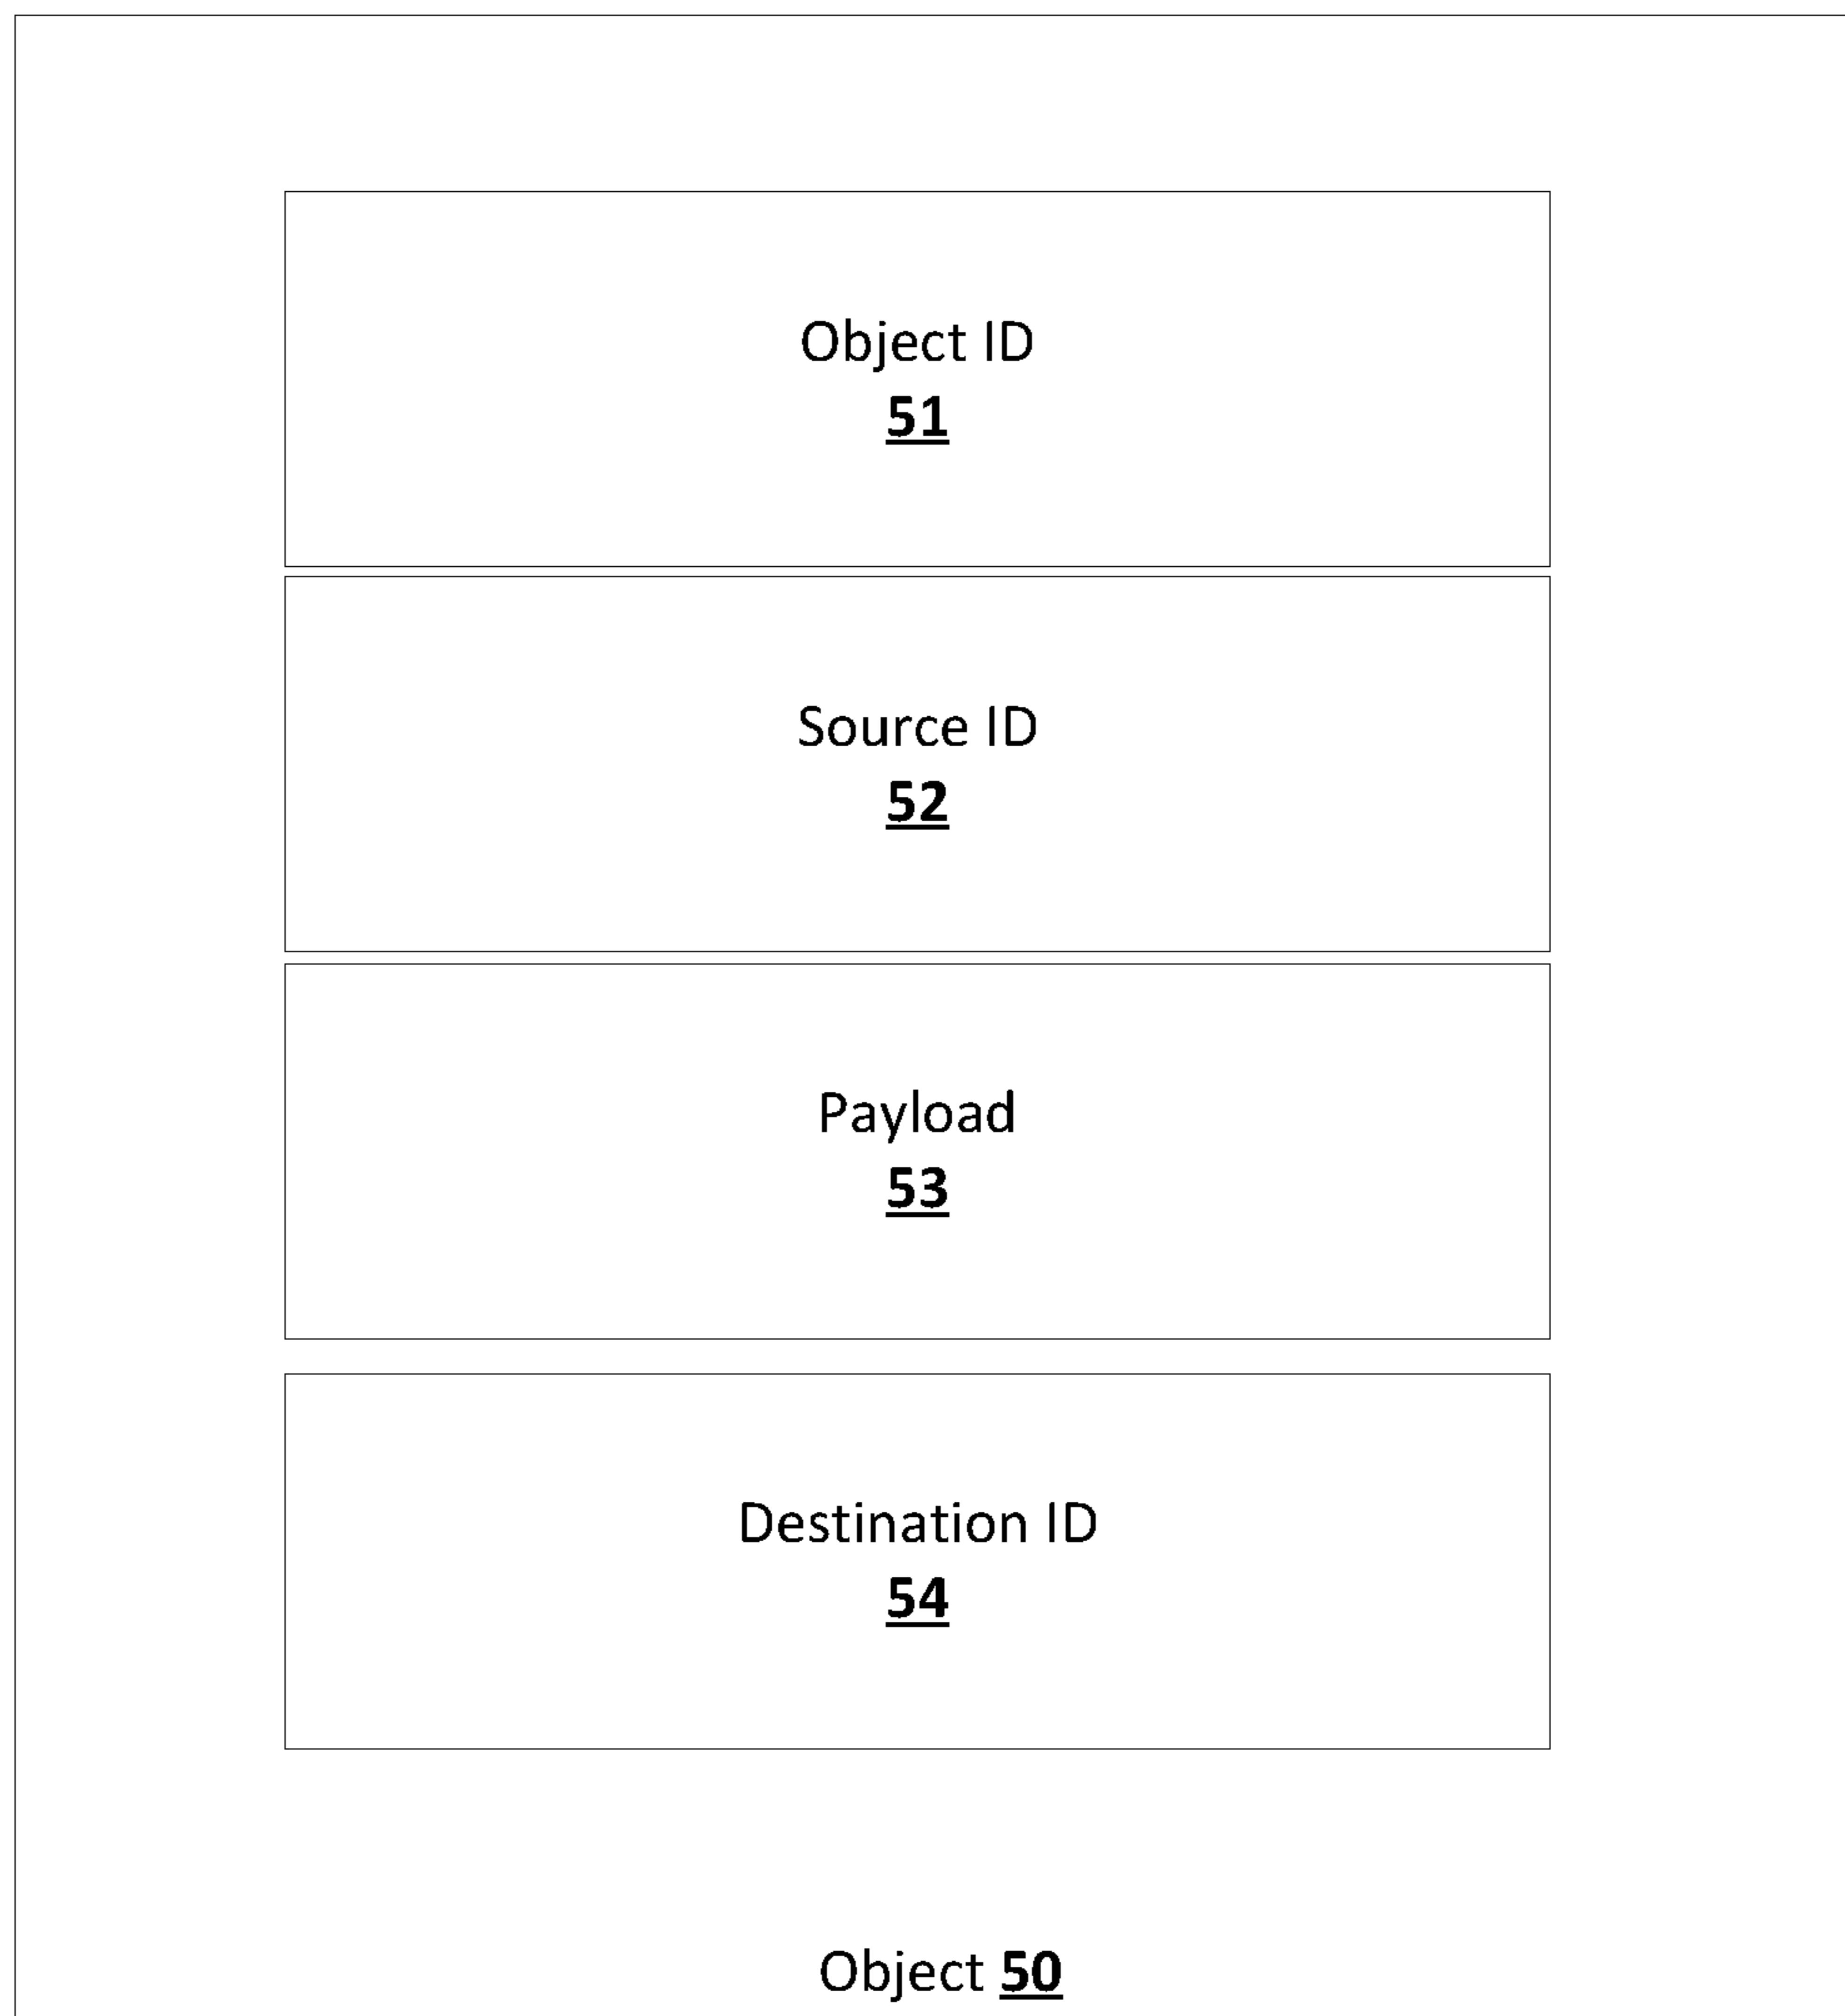 Object ID
51
Source ID
52
Payload
53
Destination ID
54
Object 50